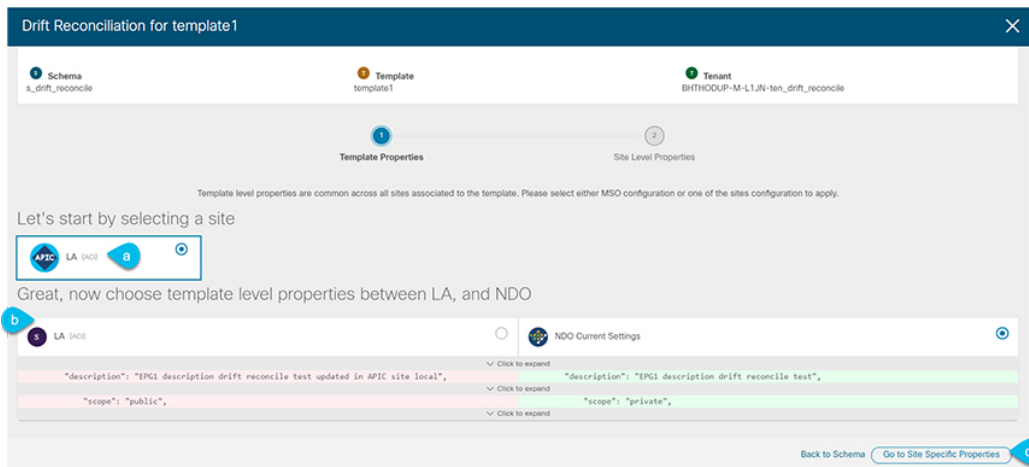 Drift Reconciliation for template1
S Schema
s_drift_reconcile
T Template
template1
T Tenant
BHTHODUP-M-L1JN-ten_drift_reconcile
1
Template Properties
2
Site Level Properties
Template level properties are common across all sites associated to the template. Please select either MSO configuration or one of the sites configuration to apply.
Let's start by selecting a site
APIC LA (ACI) a
Great, now choose template level properties between LA, and NDO
b
S LA (ACI)
NDO Current Settings
Click to expand
"description": "EPG1 description drift reconcile test updated in APIC site local",
"description": "EPG1 description drift reconcile test",
Click to expand
"scope": "public",
"scope": "private",
Click to expand
Back to Schema Go to Site Specific Properties